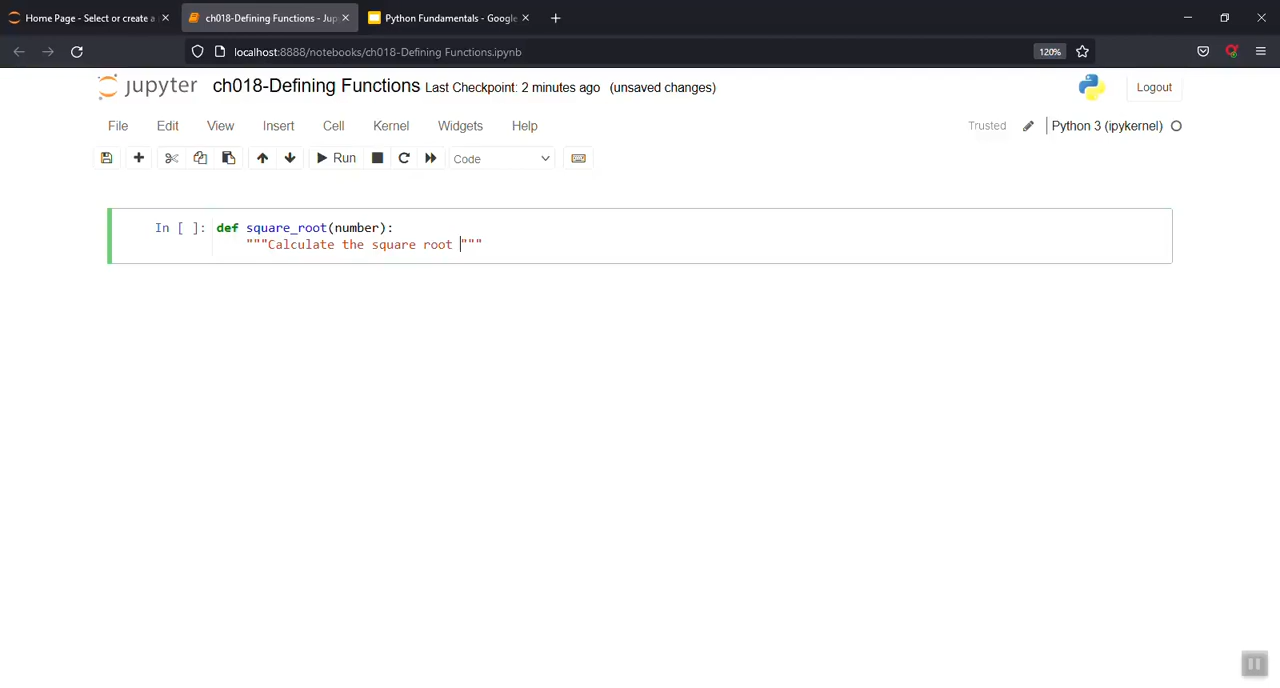 Home Page - Select or create a
ch018-Defining Functions - Jup
Python Fundamentals - Google
localhost:8888/notebooks/ch018-Defining Functions.ipynb
120%
jupyter ch018-Defining Functions Last Checkpoint: 2 minutes ago (unsaved changes)
Logout
File Edit View Insert Cell Kernel Widgets Help
Trusted Python 3 (ipykernel)
Run
Code
In [ ]: def square_root(number):
"""Calculate the square root """